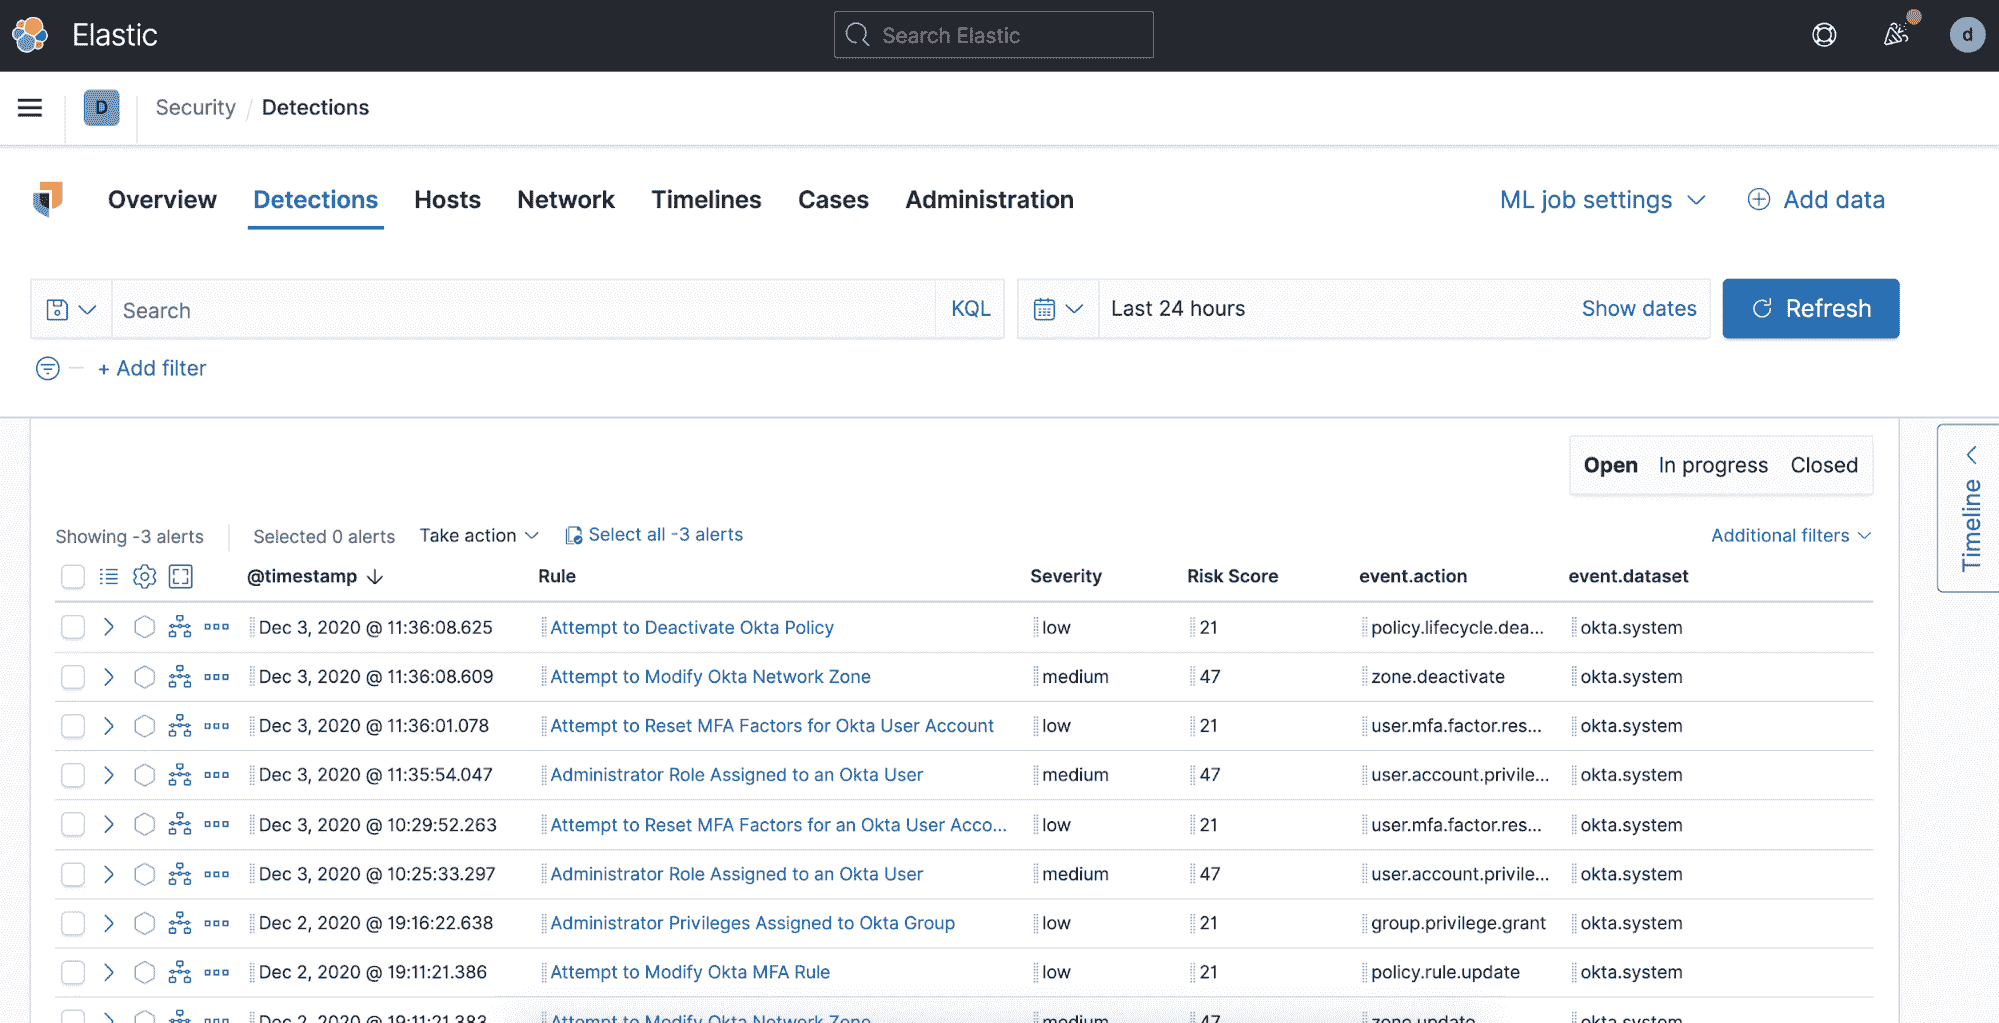 Elastic
Search Elastic
d
D Security / Detections
Overview Detections Hosts Network Timelines Cases Administration ML job settings Add data
Search KQL Last 24 hours Show dates Refresh
+ Add filter
Open In progress Closed
Timeline
Showing -3 alerts Selected 0 alerts Take action Select all -3 alerts Additional filters
@timestamp Rule Severity Risk Score event.action event.dataset
Dec 3, 2020 @ 11:36:08.625 Attempt to Deactivate Okta Policy low 21 policy.lifecycle.dea... okta.system
Dec 3, 2020 @ 11:36:08.609 Attempt to Modify Okta Network Zone medium 47 zone.deactivate okta.system
Dec 3, 2020 @ 11:36:01.078 Attempt to Reset MFA Factors for Okta User Account low 21 user.mfa.factor.res... okta.system
Dec 3, 2020 @ 11:35:54.047 Administrator Role Assigned to an Okta User medium 47 user.account.privile... okta.system
Dec 3, 2020 @ 10:29:52.263 Attempt to Reset MFA Factors for an Okta User Acco... low 21 user.mfa.factor.res... okta.system
Dec 3, 2020 @ 10:25:33.297 Administrator Role Assigned to an Okta User medium 47 user.account.privile... okta.system
Dec 2, 2020 @ 19:16:22.638 Administrator Privileges Assigned to Okta Group low 21 group.privilege.grant okta.system
Dec 2, 2020 @ 19:11:21.386 Attempt to Modify Okta MFA Rule low 21 policy.rule.update okta.system
Dec 2, 2020 @ 19:11:21.383 Attempt to Modify Okta Network Zone medium 47 zone.update okta.system